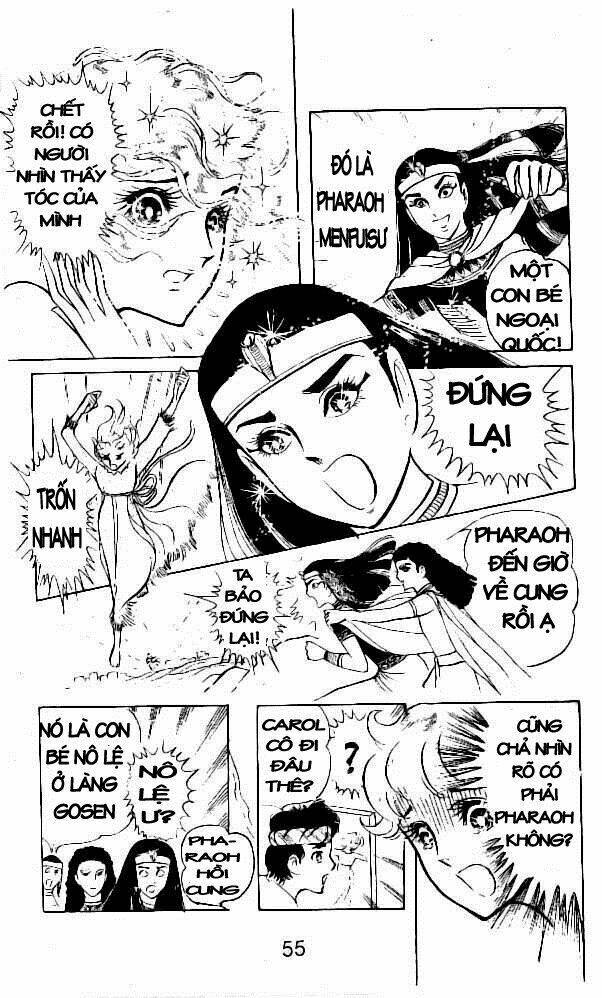 CHẾT
RỒI! CÓ
NGƯỜI
NHÌN THẤY
TÓC CỦA
MÌNH
ĐÓ LÀ
PHARAOH
MENFUISƯ
MỘT
CON BÉ
NGOẠI
QUỐC!
ĐỨNG
LẠI
TRỐN
NHANH
PHARAOH
ĐẾN GIỜ
VỀ CUNG
RỒI Ạ
TA
BẢO
ĐỨNG
LẠI!
NÓ LÀ CON
BÉ NÔ LỆ
Ở LÀNG
GOSEN
NÔ
LỆ
Ư?
PHA-
RAOH
HỒI
CUNG
CAROL
CÔ ĐI
ĐÂU
THẾ?
?
CŨNG
CHẢ NHÌN
RÕ CÓ
PHẢI
PHARAOH
KHÔNG?
55